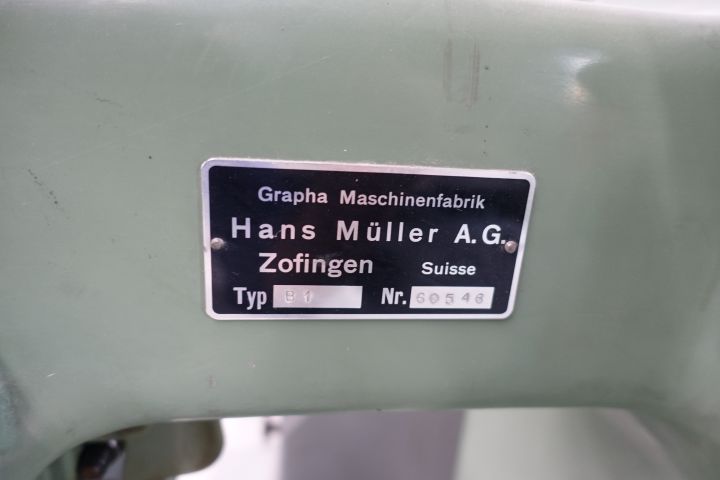 Grapha Maschinenfabrik
Hans Müller A.G.
Zofingen Suisse
Typ B1 Nr. 60546